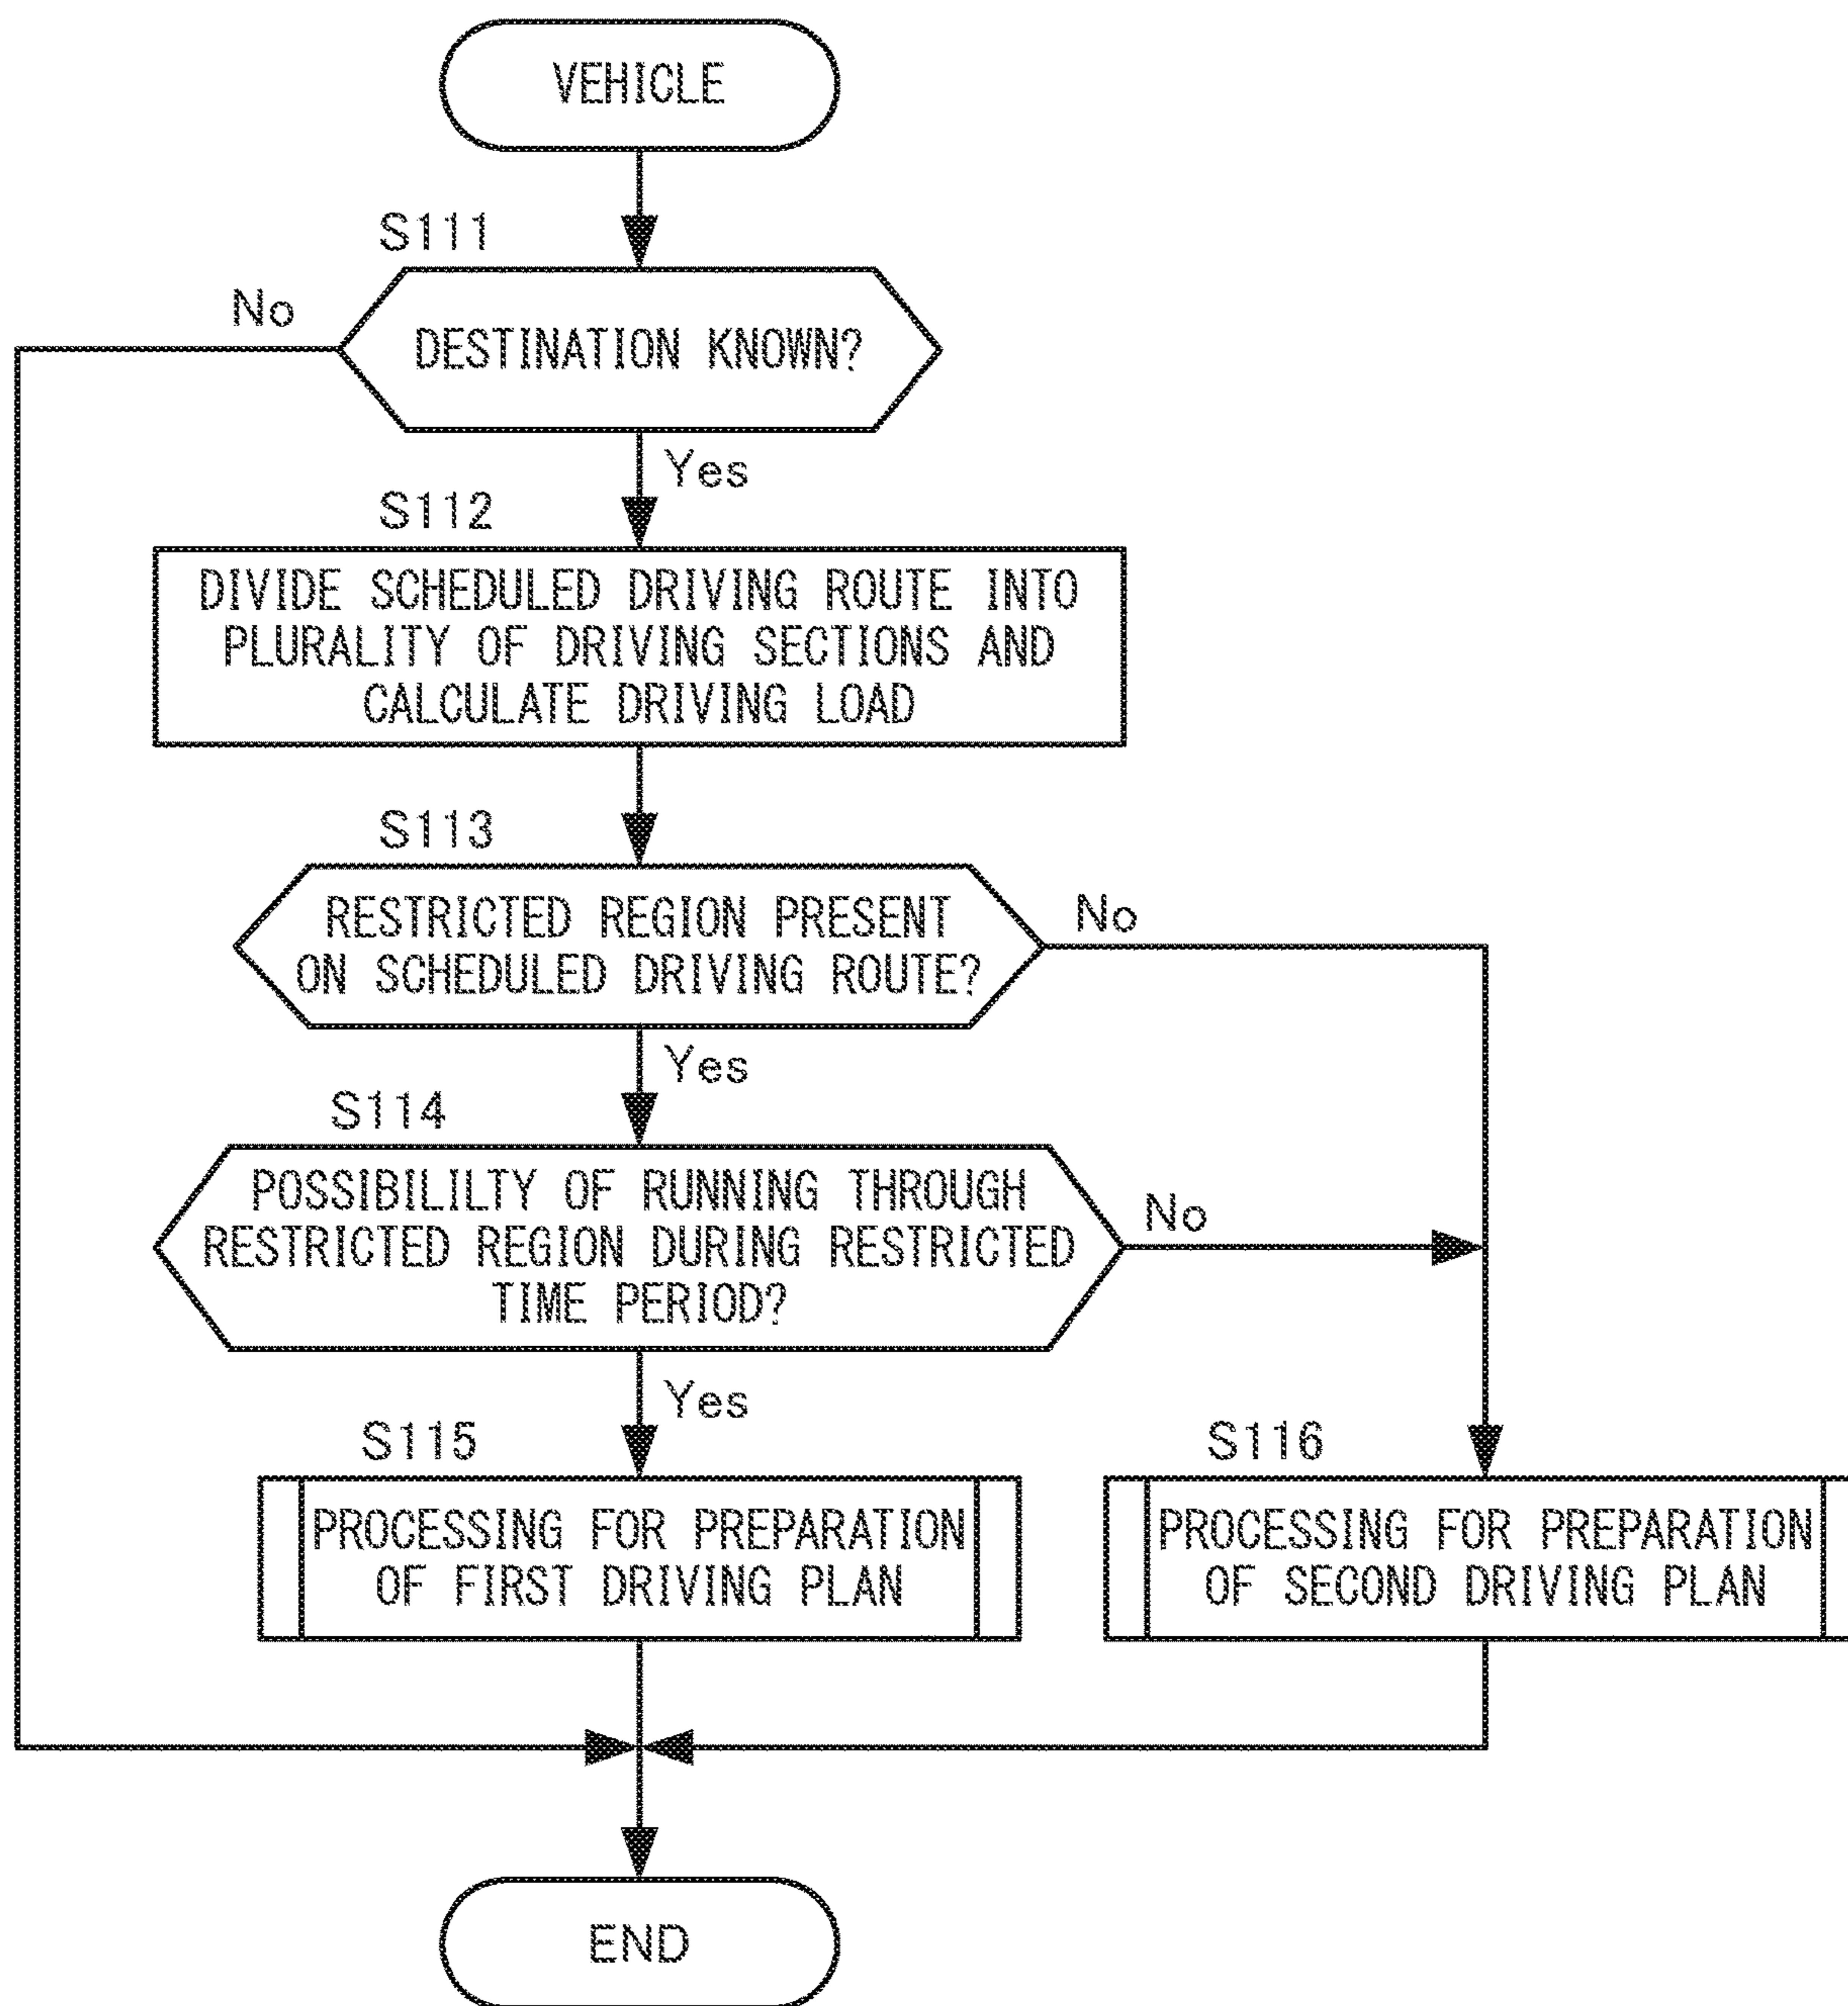 VEHICLE
S111
No
DESTINATION KNOWN?
Yes
S112
DIVIDE SCHEDULED DRIVING ROUTE INTO
PLURALITY OF DRIVING SECTIONS AND
CALCULATE DRIVING LOAD
S113
RESTRICTED REGION PRESENT
ON SCHEDULED DRIVING ROUTE?
No
Yes
S114
POSSIBILILTY OF RUNNING THROUGH
RESTRICTED REGION DURING RESTRICTED
TIME PERIOD?
No
Yes
S115
PROCESSING FOR PREPARATION
OF FIRST DRIVING PLAN
S116
PROCESSING FOR PREPARATION
OF SECOND DRIVING PLAN
END